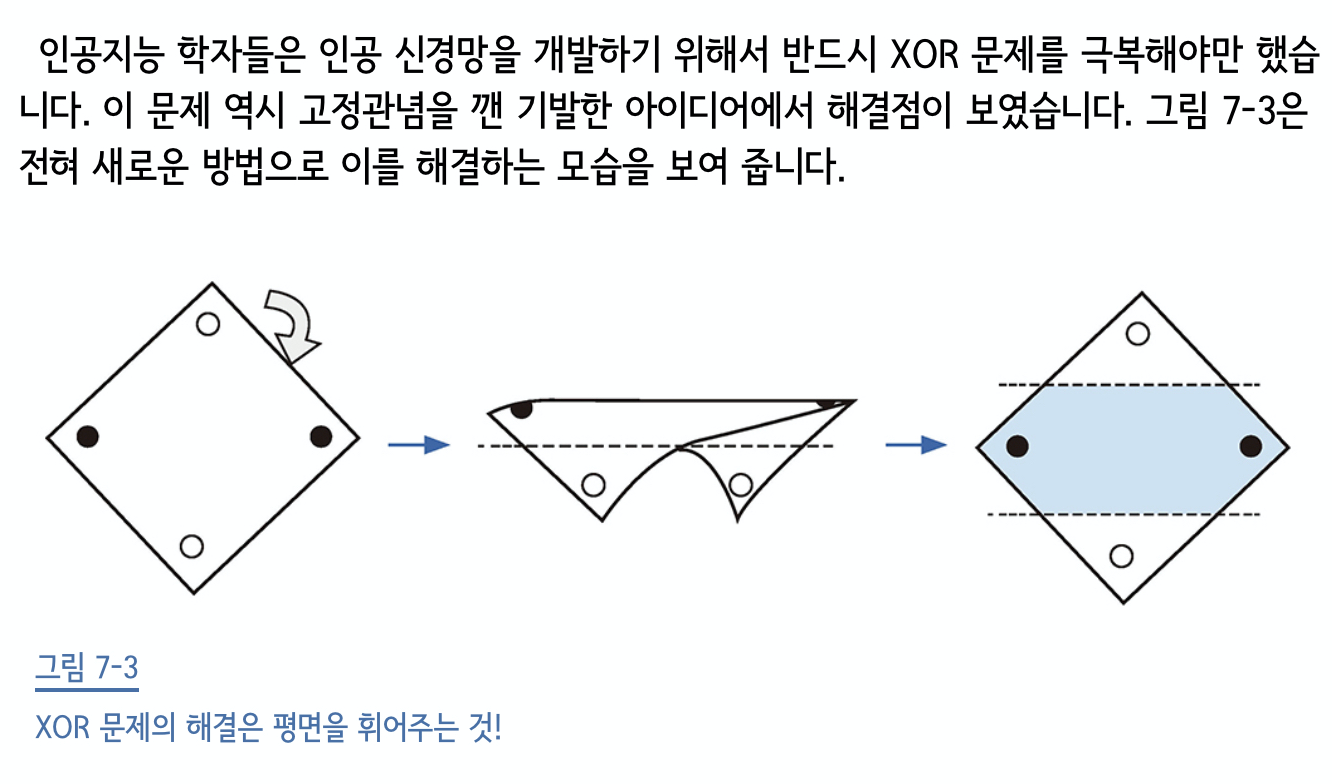 인공지능 학자들은 인공 신경망을 개발하기 위해서 반드시 XOR 문제를 극복해야만 했습
니다. 이 문제 역시 고정관념을 깬 기발한 아이디어에서 해결점이 보였습니다. 그림 7-3은
전혀 새로운 방법으로 이를 해결하는 모습을 보여 줍니다.
그림 7-3
XOR 문제의 해결은 평면을 휘어주는 것!